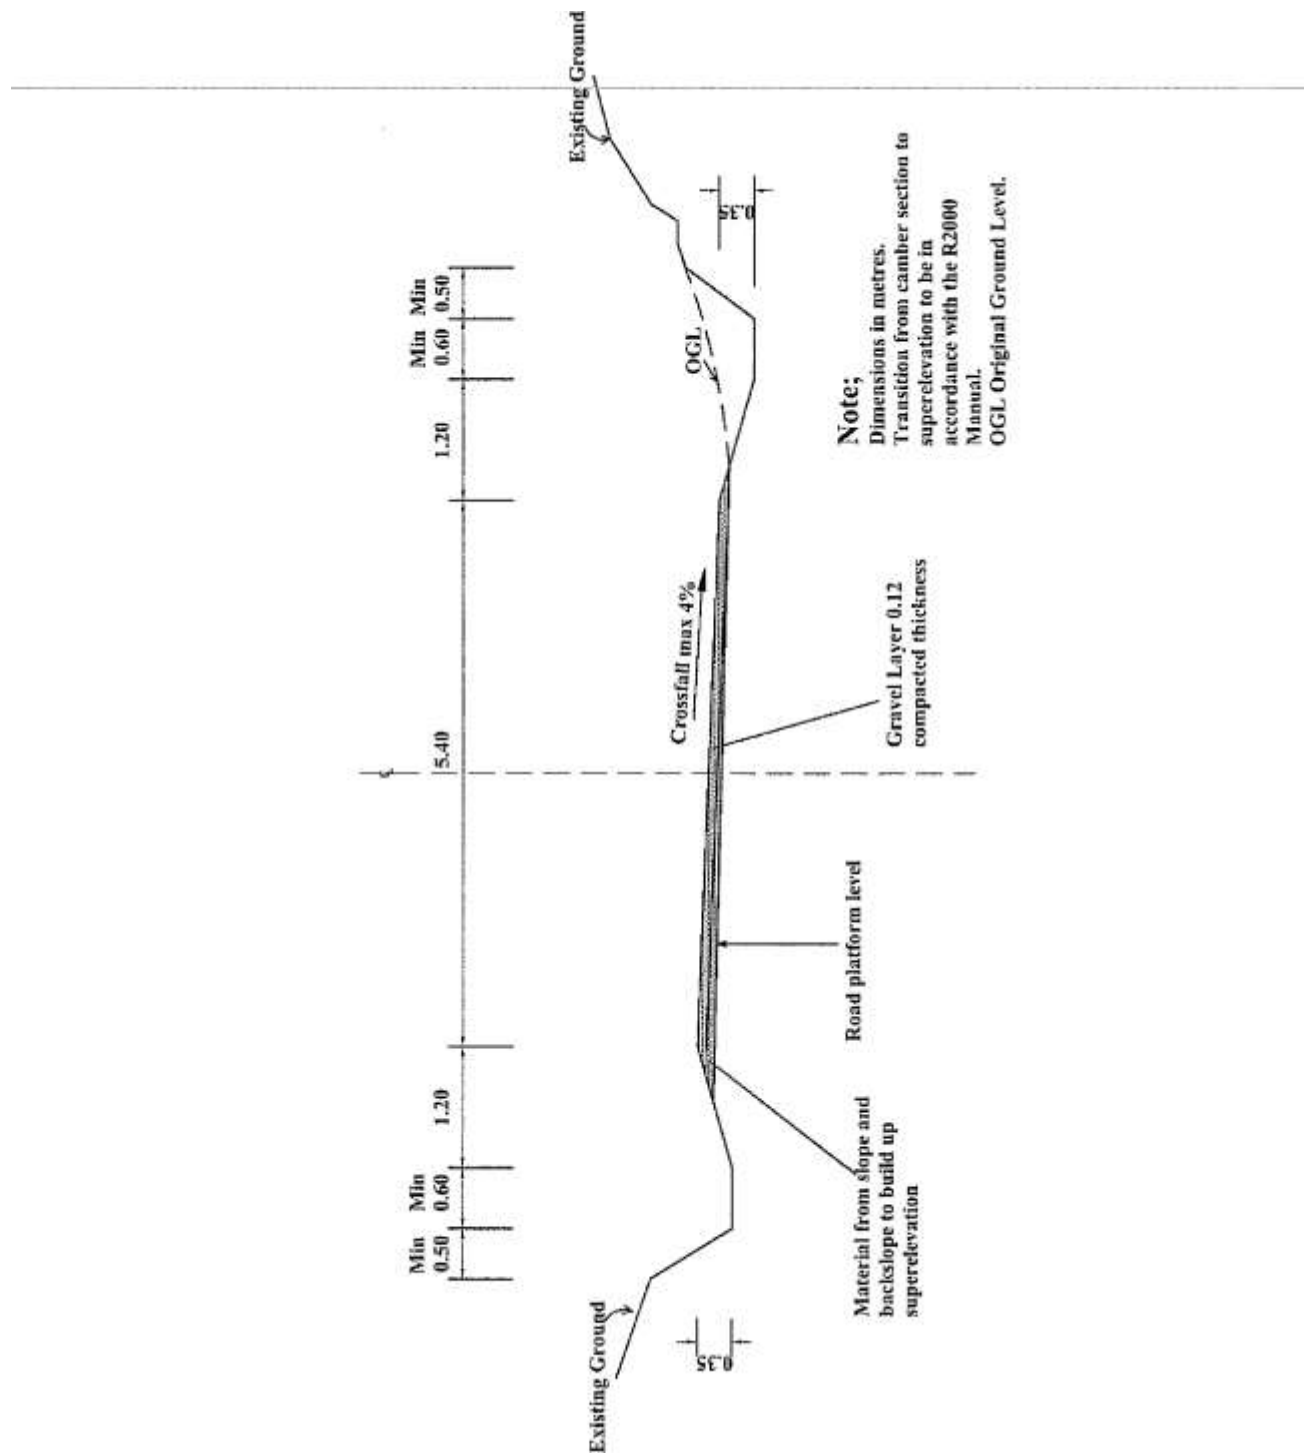 Min
0.50
Min
0.60
1.20
5.40
1.20
Min
0.60
Min
0.50
Existing Ground
Existing Ground
0.35
0.35
OGL
Crossfall max 4%
Material from slope and
backslope to build up
superelevation
Road platform level
Gravel Layer 0.12
compacted thickness
Note;
Dimensions in metres.
Transition from camber section to
superelevation to be in
accordance with the R2000
Manual.
OGL Original Ground Level.